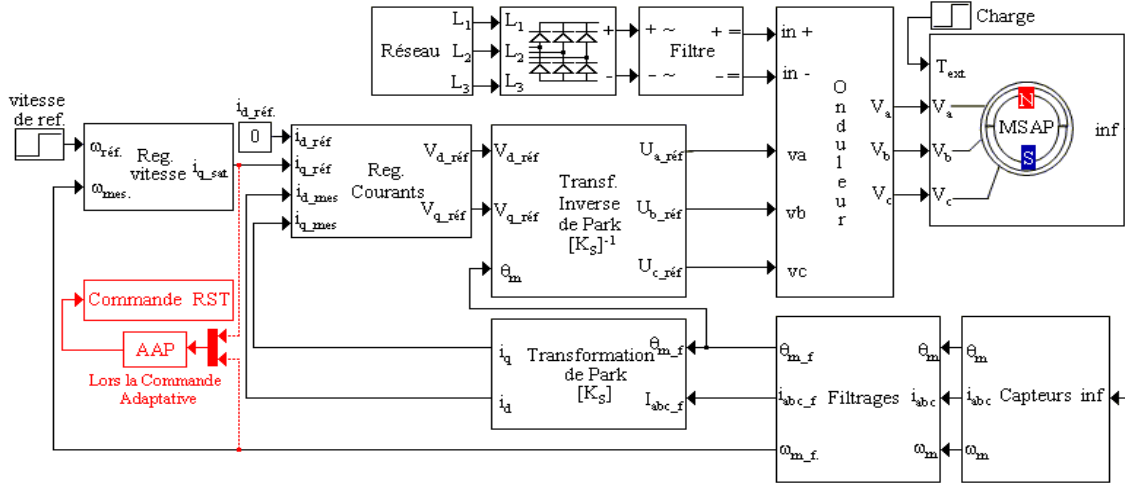 Réseau
L1
L2
L3
L1
L2
L3
+
-
+ ~
- ~
Filtre
+ =
- =
in +
in -
Onduleur
va
vb
vc
Va
Vb
Vc
Charge
Text
Va
Vb
Vc
N
MSAP
S
inf
vitesse
de ref.
ωréf.
ωmes.
Reg.
vitesse
iq_sat
id_réf.
0
id_réf
iq_réf
id_mes
iq_mes
Reg.
Courants
Vd_réf
Vq_réf
Vd_réf
Vq_réf
θm
Transf.
Inverse
de Park
[KS]-1
Ua_réf
Ub_réf
Uc_réf
Commande RST
AAP
Lors la Commande
Adaptative
iq
id
Transformation
de Park
[KS]
θm_f
Iabc_f
θm_f
iabc_f
ωm_f.
Filtrages
θm
iabc
ωm
θm
iabc
ωm
Capteurs
inf